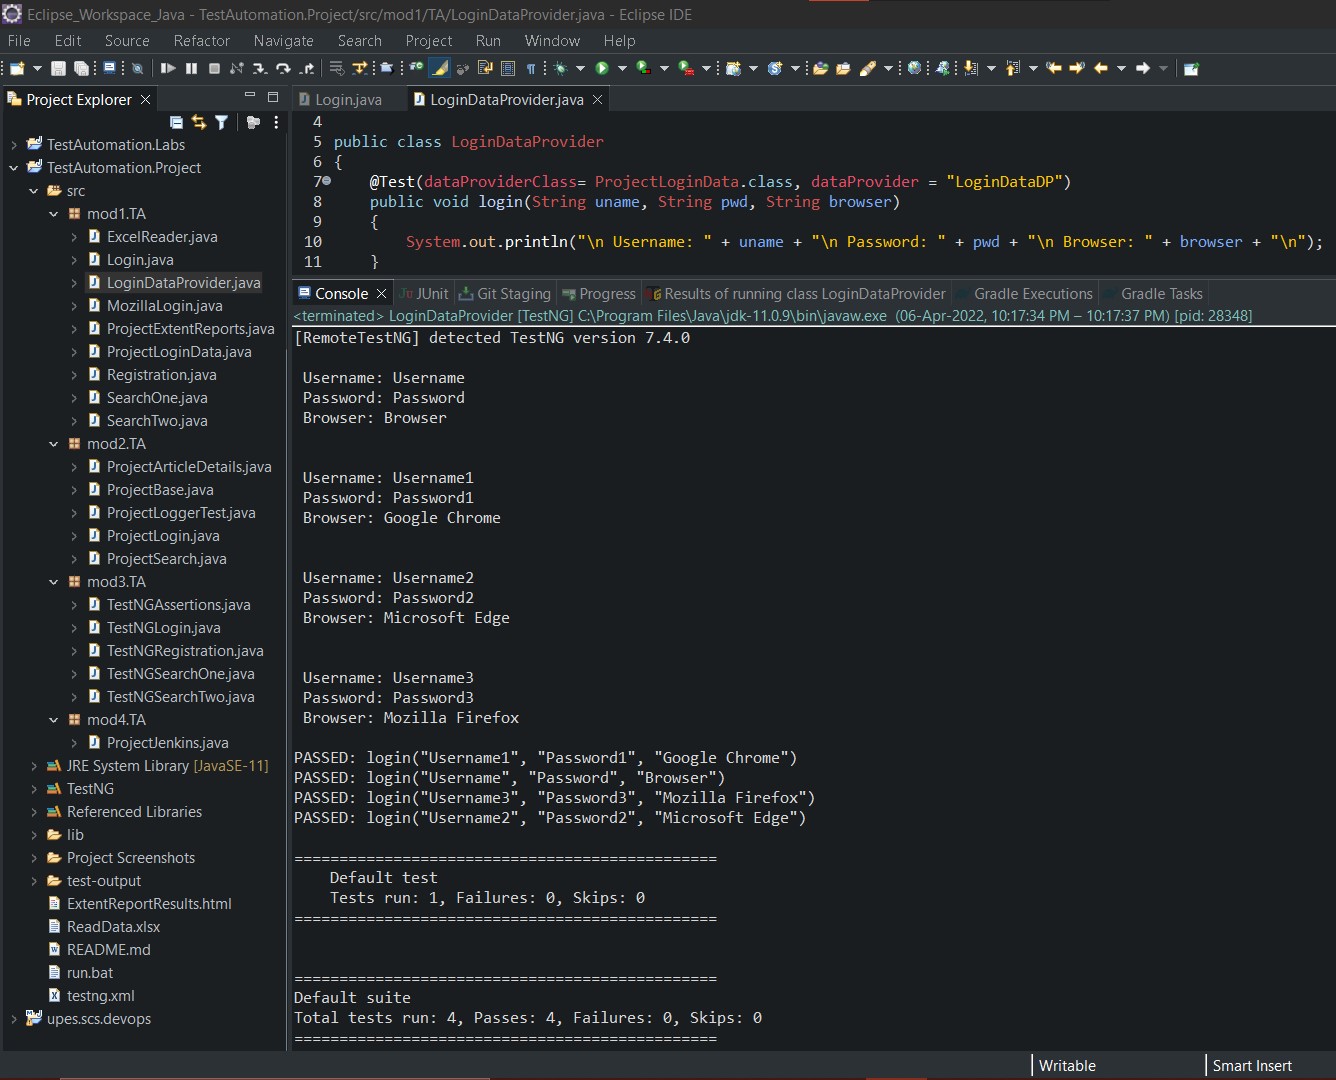 Eclipse_Workspace_Java - TestAutomation.Project/src/mod1/TA/LoginDataProvider.java - Eclipse IDE
File Edit Source Refactor Navigate Search Project Run Window Help
Project Explorer
TestAutomation.Labs
TestAutomation.Project
src
mod1.TA
ExcelReader.java
Login.java
LoginDataProvider.java
MozillaLogin.java
ProjectExtentReports.java
ProjectLoginData.java
Registration.java
SearchOne.java
SearchTwo.java
mod2.TA
ProjectArticleDetails.java
ProjectBase.java
ProjectLoggerTest.java
ProjectLogin.java
ProjectSearch.java
mod3.TA
TestNGAssertions.java
TestNGLogin.java
TestNGRegistration.java
TestNGSearchOne.java
TestNGSearchTwo.java
mod4.TA
ProjectJenkins.java
JRE System Library [JavaSE-11]
TestNG
Referenced Libraries
lib
Project Screenshots
test-output
ExtentReportResults.html
ReadData.xlsx
README.md
run.bat
testng.xml
upes.scs.devops
Login.java LoginDataProvider.java
4
5 public class LoginDataProvider
6 {
7 @Test(dataProviderClass= ProjectLoginData.class, dataProvider = "LoginDataDP")
8 public void login(String uname, String pwd, String browser)
9 {
10 System.out.println("\n Username: " + uname + "\n Password: " + pwd + "\n Browser: " + browser + "\n");
11 }
Console JUnit Git Staging Progress Results of running class LoginDataProvider Gradle Executions Gradle Tasks
<terminated> LoginDataProvider [TestNG] C:\Program Files\Java\jdk-11.0.9\bin\javaw.exe (06-Apr-2022, 10:17:34 PM – 10:17:37 PM) [pid: 28348]
[RemoteTestNG] detected TestNG version 7.4.0
Username: Username
Password: Password
Browser: Browser
Username: Username1
Password: Password1
Browser: Google Chrome
Username: Username2
Password: Password2
Browser: Microsoft Edge
Username: Username3
Password: Password3
Browser: Mozilla Firefox
PASSED: login("Username1", "Password1", "Google Chrome")
PASSED: login("Username", "Password", "Browser")
PASSED: login("Username3", "Password3", "Mozilla Firefox")
PASSED: login("Username2", "Password2", "Microsoft Edge")
===============================================
Default test
Tests run: 1, Failures: 0, Skips: 0
===============================================
===============================================
Default suite
Total tests run: 4, Passes: 4, Failures: 0, Skips: 0
===============================================
Writable Smart Insert